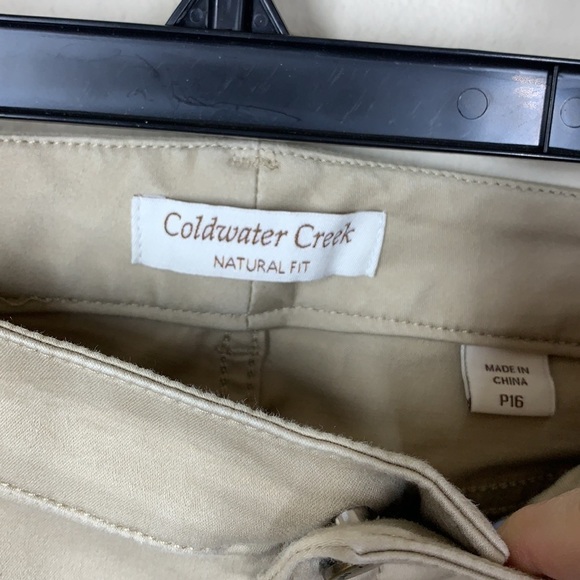 Coldwater Creek
NATURAL FIT
MADE IN
CHINA
P16